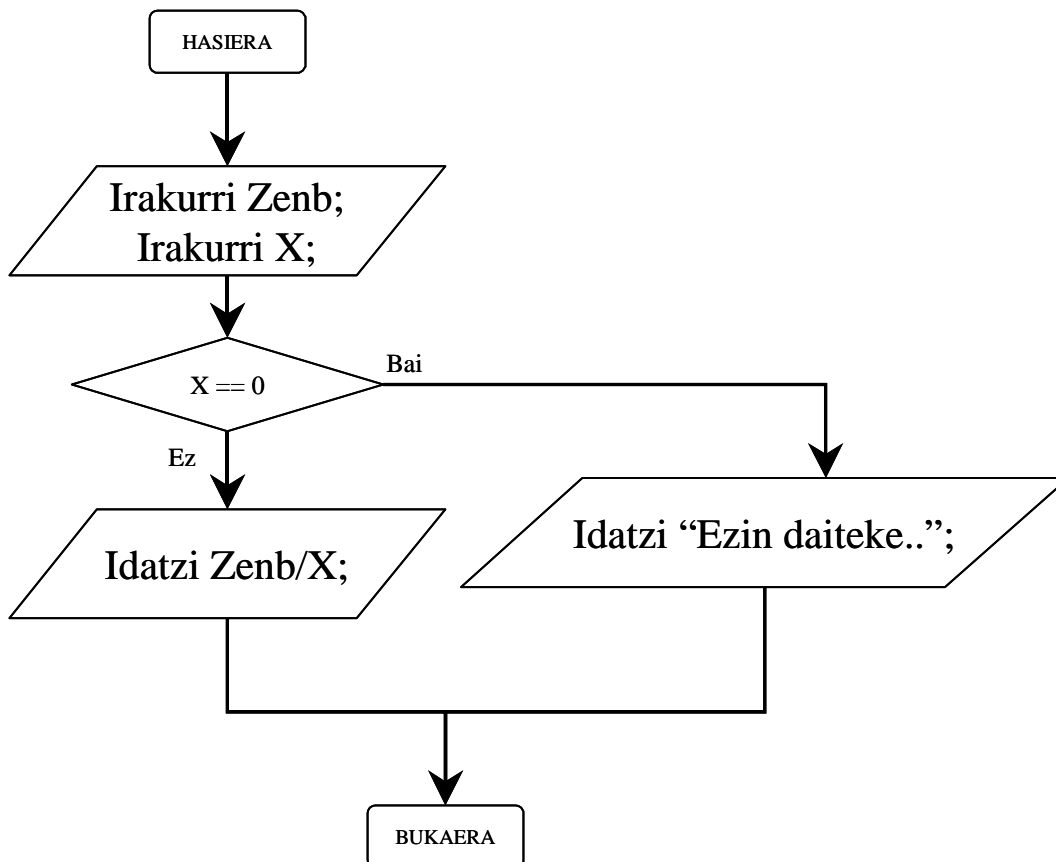 HASIERA
Irakurri Zenb;
Irakurri X;
Bai
X == 0
Ez
Idatzi “Ezin daiteke..”;
Idatzi Zenb/X;
BUKAERA